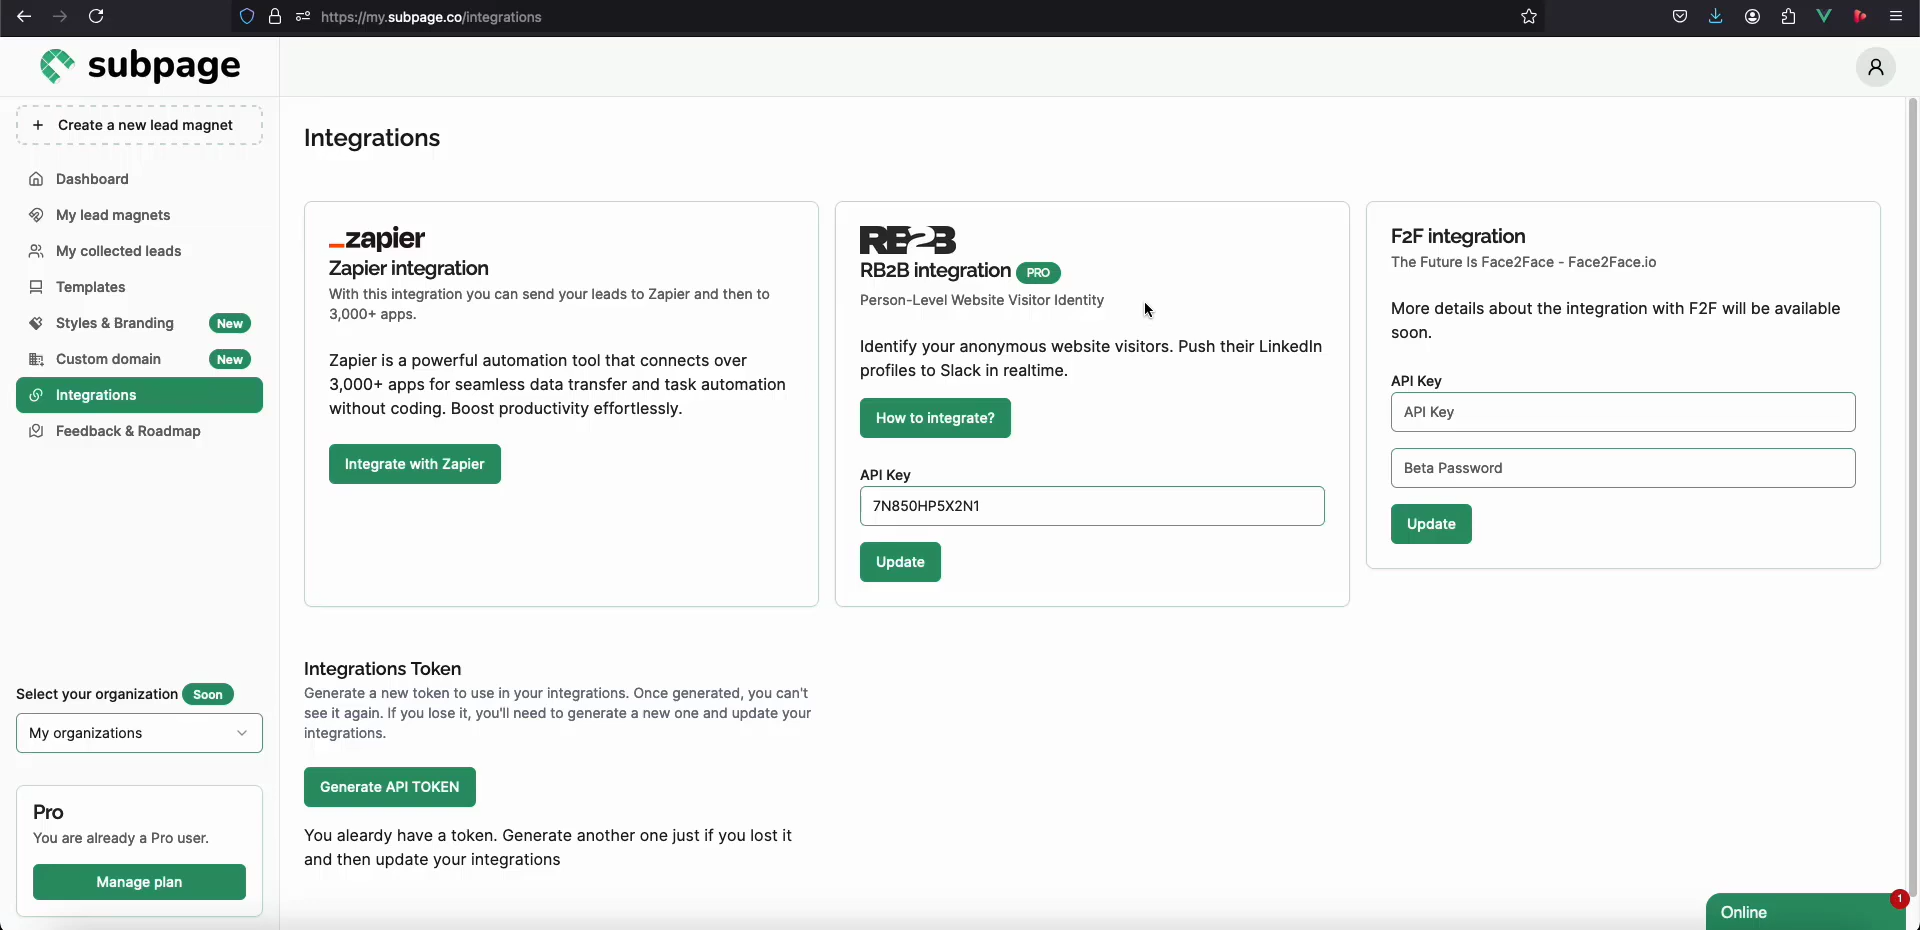 https://my.subpage.co/integrations
subpage
Create a new lead magnet
Dashboard
My lead magnets
My collected leads
Templates
Styles & Branding New
Custom domain New
Integrations
Feedback & Roadmap
Select your organization Soon
My organizations
Pro
You are already a Pro user.
Manage plan
Integrations
zapier
Zapier integration
With this integration you can send your leads to Zapier and then to
3,000+ apps.
Zapier is a powerful automation tool that connects over
3,000+ apps for seamless data transfer and task automation
without coding. Boost productivity effortlessly.
Integrate with Zapier
RB2B
RB2B integration PRO
Person-Level Website Visitor Identity
Identify your anonymous website visitors. Push their LinkedIn
profiles to Slack in realtime.
How to integrate?
API Key
7N850HP5X2N1
Update
F2F integration
The Future Is Face2Face - Face2Face.io
More details about the integration with F2F will be available
soon.
API Key
API Key
Beta Password
Update
Integrations Token
Generate a new token to use in your integrations. Once generated, you can't
see it again. If you lose it, you'll need to generate a new one and update your
integrations.
Generate API TOKEN
You aleardy have a token. Generate another one just if you lost it
and then update your integrations
Online
1